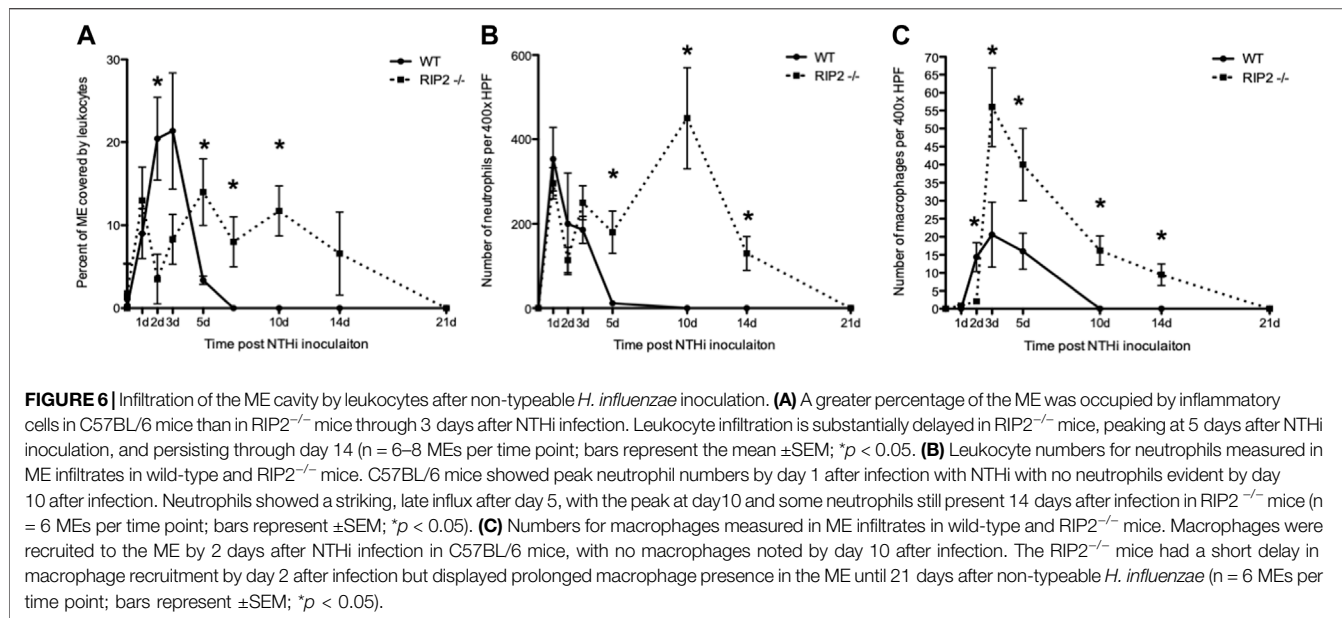 A
30
20
10
0
Percent of ME covered by leukocytes
*
*
*
*
WT
RIP2 -/-
1d 2d 3d 5d 10d 14d 21d
Time post NTHi inoculaiton
B
600
400
200
0
Number of neutrophils per 400x HPF
*
*
*
WT
RIP2 -/-
1d 2d 3d 5d 10d 14d 21d
Time post NTHi inoculaiton
C
70
65
60
55
50
45
40
35
30
25
20
15
10
5
0
Number of macrophages per 400x HPF
*
*
*
*
*
WT
RIP2 -/-
1d 2d 3d 5d 10d 14d 21d
Time post NTHi inoculaiton
FIGURE 6 | Infiltration of the ME cavity by leukocytes after non-typeable H. influenzae inoculation. (A) A greater percentage of the ME was occupied by inflammatory
cells in C57BL/6 mice than in RIP2−/− mice through 3 days after NTHi infection. Leukocyte infiltration is substantially delayed in RIP2−/− mice, peaking at 5 days after NTHi
inoculation, and persisting through day 14 (n = 6–8 MEs per time point; bars represent the mean ±SEM; *p < 0.05. (B) Leukocyte numbers for neutrophils measured in
ME infiltrates in wild-type and RIP2−/− mice. C57BL/6 mice showed peak neutrophil numbers by day 1 after infection with NTHi with no neutrophils evident by day
10 after infection. Neutrophils showed a striking, late influx after day 5, with the peak at day10 and some neutrophils still present 14 days after infection in RIP2 −/− mice (n
= 6 MEs per time point; bars represent ±SEM; *p < 0.05). (C) Numbers for macrophages measured in ME infiltrates in wild-type and RIP2−/− mice. Macrophages were
recruited to the ME by 2 days after NTHi infection in C57BL/6 mice, with no macrophages noted by day 10 after infection. The RIP2−/− mice had a short delay in
macrophage recruitment by day 2 after infection but displayed prolonged macrophage presence in the ME until 21 days after non-typeable H. influenzae (n = 6 MEs per
time point; bars represent ±SEM; *p < 0.05).